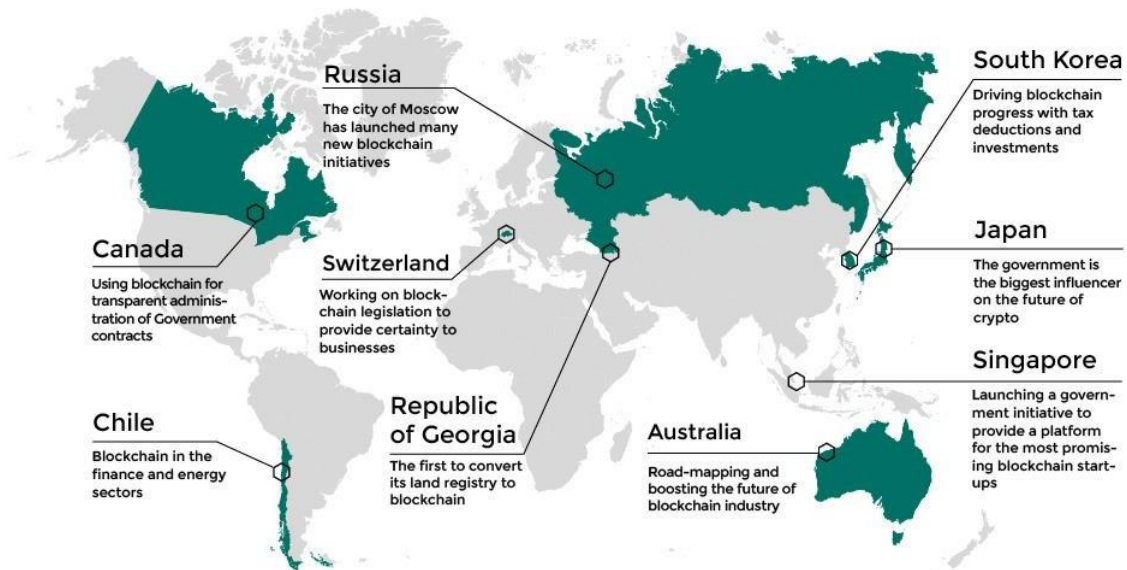 Russia
The city of Moscow
has launched many
new blockchain
initiatives
South Korea
Driving blockchain
progress with tax
deductions and
investments
Canada
Using blockchain for
transparent adminis-
tration of Government
contracts
Switzerland
Working on block-
chain legislation to
provide certainty to
businesses
Japan
The government is
the biggest influencer
on the future of
crypto
Chile
Blockchain in the
finance and energy
sectors
Republic
of Georgia
The first to convert
its land registry to
blockchain
Australia
Road-mapping and
boosting the future of
blockchain industry
Singapore
Launching a govern-
ment initiative to
provide a platform
for the most promis-
ing blockchain start-
ups